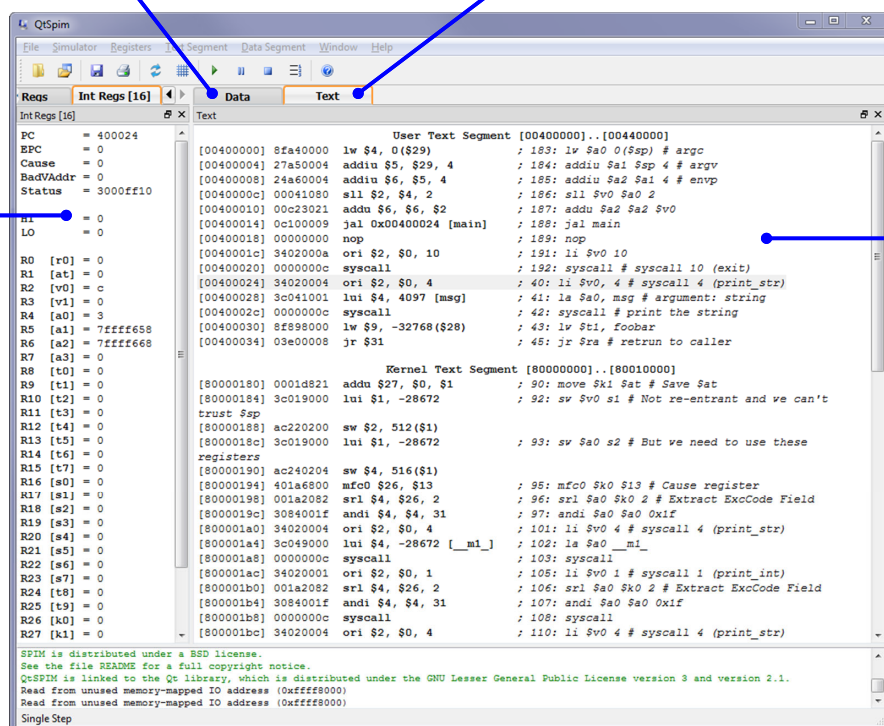 QtSpim
File Simulator Registers Text Segment Data Segment Window Help
Regs Int Regs [16] Data Text
Int Regs [16]
PC = 400024
EPC = 0
Cause = 0
BadVAddr = 0
Status = 3000ff10
HI = 0
LO = 0
R0 [r0] = 0
R1 [at] = 0
R2 [v0] = c
R3 [v1] = 0
R4 [a0] = 3
R5 [a1] = 7ffff658
R6 [a2] = 7ffff668
R7 [a3] = 0
R8 [t0] = 0
R9 [t1] = 0
R10 [t2] = 0
R11 [t3] = 0
R12 [t4] = 0
R13 [t5] = 0
R14 [t6] = 0
R15 [t7] = 0
R16 [s0] = 0
R17 [s1] = 0
R18 [s2] = 0
R19 [s3] = 0
R20 [s4] = 0
R21 [s5] = 0
R22 [s6] = 0
R23 [s7] = 0
R24 [t8] = 0
R25 [t9] = 0
R26 [k0] = 0
R27 [k1] = 0
Text
User Text Segment [00400000]..[00440000]
[00400000] 8fa40000 lw $4, 0($29) ; 183: lw $a0 0($sp) # argc
[00400004] 27a50004 addiu $5, $29, 4 ; 184: addiu $a1 $sp 4 # argv
[00400008] 24a60004 addiu $6, $5, 4 ; 185: addiu $a2 $a1 4 # envp
[0040000c] 00041080 sll $2, $4, 2 ; 186: sll $v0 $a0 2
[00400010] 00c23021 addu $6, $6, $2 ; 187: addu $a2 $a2 $v0
[00400014] 0c100009 jal 0x00400024 [main] ; 188: jal main
[00400018] 00000000 nop ; 189: nop
[0040001c] 3402000a ori $2, $0, 10 ; 191: li $v0 10
[00400020] 0000000c syscall ; 192: syscall # syscall 10 (exit)
[00400024] 34020004 ori $2, $0, 4 ; 40: li $v0, 4 # syscall 4 (print_str)
[00400028] 3c041001 lui $4, 4097 [msg] ; 41: la $a0, msg # argument: string
[0040002c] 0000000c syscall ; 42: syscall # print the string
[00400030] 8f898000 lw $9, -32768($28) ; 43: lw $t1, foobar
[00400034] 03e00008 jr $31 ; 45: jr $ra # retrun to caller
Kernel Text Segment [80000000]..[80010000]
[80000180] 0001d821 addu $27, $0, $1 ; 90: move $k1 $at # Save $at
[80000184] 3c019000 lui $1, -28672 ; 92: sw $v0 s1 # Not re-entrant and we can't
trust $sp
[80000188] ac220200 sw $2, 512($1)
[8000018c] 3c019000 lui $1, -28672 ; 93: sw $a0 s2 # But we need to use these
registers
[80000190] ac240204 sw $4, 516($1)
[80000194] 401a6800 mfc0 $26, $13 ; 95: mfc0 $k0 $13 # Cause register
[80000198] 001a2082 srl $4, $26, 2 ; 96: srl $a0 $k0 2 # Extract ExcCode Field
[8000019c] 3084001f andi $4, $4, 31 ; 97: andi $a0 $a0 0x1f
[800001a0] 34020004 ori $2, $0, 4 ; 101: li $v0 4 # syscall 4 (print_str)
[800001a4] 3c049000 lui $4, -28672 [__m1_] ; 102: la $a0 __m1_
[800001a8] 0000000c syscall ; 103: syscall
[800001ac] 34020001 ori $2, $0, 1 ; 105: li $v0 1 # syscall 1 (print_int)
[800001b0] 001a2082 srl $4, $26, 2 ; 106: srl $a0 $k0 2 # Extract ExcCode Field
[800001b4] 3084001f andi $4, $4, 31 ; 107: andi $a0 $a0 0x1f
[800001b8] 0000000c syscall ; 108: syscall
[800001bc] 34020004 ori $2, $0, 4 ; 110: li $v0 4 # syscall 4 (print_str)
SPIM is distributed under a BSD license.
See the file README for a full copyright notice.
QtSPIM is linked to the Qt library, which is distributed under the GNU Lesser General Public License version 3 and version 2.1.
Read from unused memory-mapped IO address (0xffff8000)
Read from unused memory-mapped IO address (0xffff8000)
Single Step